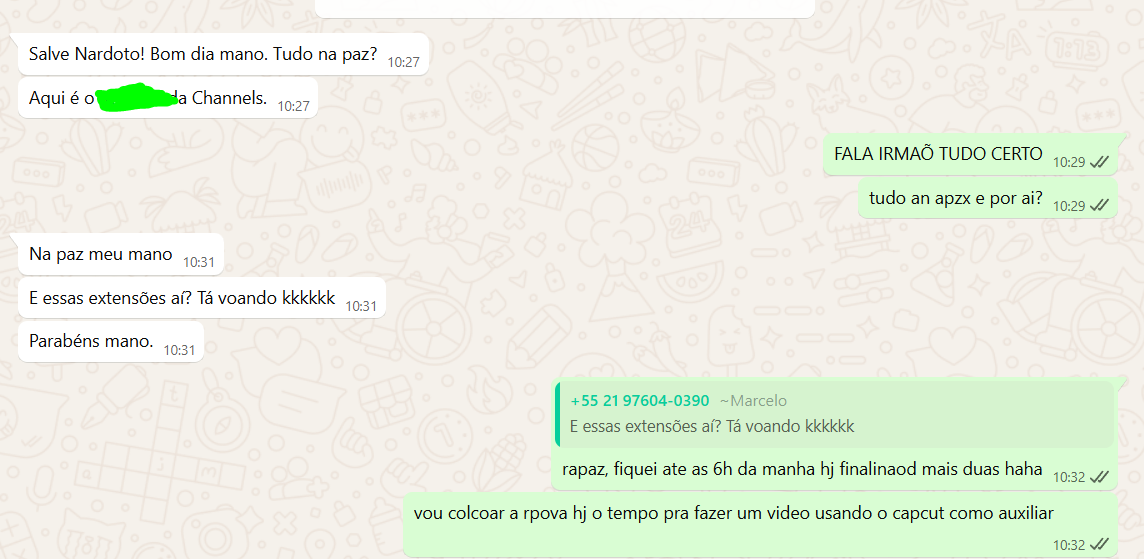 Salve Nardoto! Bom dia mano. Tudo na paz? 10:27
Aqui é o da Channels. 10:27
FALA IRMAÕ TUDO CERTO 10:29
tudo an apzx e por ai? 10:29
Na paz meu mano 10:31
E essas extensões aí? Tá voando kkkkkk 10:31
Parabéns mano. 10:31
+55 21 97604-0390 ~Marcelo
E essas extensões aí? Tá voando kkkkkk
rapaz, fiquei ate as 6h da manha hj finalinaod mais duas haha 10:32
vou colcoar a rpova hj o tempo pra fazer um video usando o capcut como auxiliar
10:32